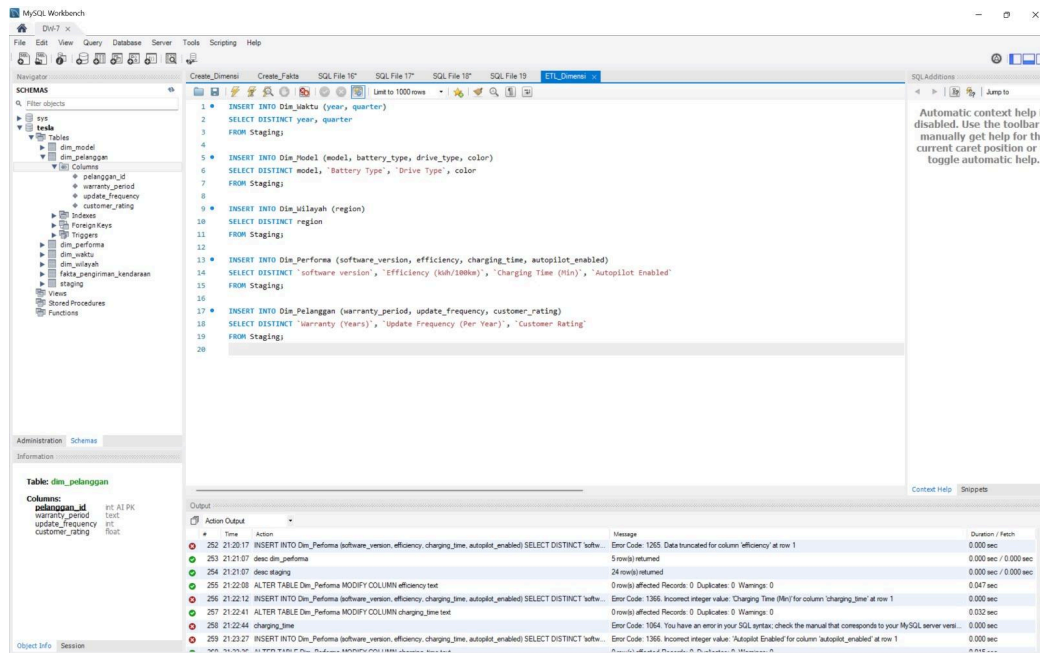 MySQL Workbench
DW-7 ×
File Edit View Query Database Server Tools Scripting Help
Navigator
SCHEMAS
Filter objects
sys
tesla
Tables
dim_model
dim_pelanggan
Columns
pelanggan_id
warranty_period
update_frequency
customer_rating
Indexes
Foreign Keys
Triggers
dim_performa
dim_waktu
dim_wilayah
fakta_pengiriman_kendaraan
staging
Views
Stored Procedures
Functions
Administration Schemas
Information
Table: dim_pelanggan
Columns:
pelanggan_id int AI PK
warranty_period text
update_frequency int
customer_rating float
Object Info Session
Create_Dimensi Create_Fakta SQL File 16* SQL File 17* SQL File 18* SQL File 19 ETL_Dimensi ×
Limit to 1000 rows
1 INSERT INTO Dim_Waktu (year, quarter)
2 SELECT DISTINCT year, quarter
3 FROM Staging;
4
5 INSERT INTO Dim_Model (model, battery_type, drive_type, color)
6 SELECT DISTINCT model, `Battery Type`, `Drive Type`, color
7 FROM Staging;
8
9 INSERT INTO Dim_Wilayah (region)
10 SELECT DISTINCT region
11 FROM Staging;
12
13 INSERT INTO Dim_Performa (software_version, efficiency, charging_time, autopilot_enabled)
14 SELECT DISTINCT `software version`, `Efficiency (kWh/100km)`, `Charging Time (Min)`, `Autopilot Enabled`
15 FROM Staging;
16
17 INSERT INTO Dim_Pelanggan (warranty_period, update_frequency, customer_rating)
18 SELECT DISTINCT `Warranty (Years)`, `Update Frequency (Per Year)`, `Customer Rating`
19 FROM Staging;
20
SQLAdditions
Jump to
Automatic context help
disabled. Use the toolbar
manually get help for th
current caret position or
toggle automatic help.
Context Help Snippets
Output
Action Output
# Time Action Message Duration / Fetch
252 21:20:17 INSERT INTO Dim_Performa (software_version, efficiency, charging_time, autopilot_enabled) SELECT DISTINCT 'softw... Error Code: 1265. Data truncated for column 'efficiency' at row 1 0.000 sec
253 21:21:07 desc dim_performa 5 row(s) returned 0.000 sec / 0.000 sec
254 21:21:07 desc staging 24 row(s) returned 0.000 sec / 0.000 sec
255 21:22:08 ALTER TABLE Dim_Performa MODIFY COLUMN efficiency text 0 row(s) affected Records: 0 Duplicates: 0 Warnings: 0 0.047 sec
256 21:22:12 INSERT INTO Dim_Performa (software_version, efficiency, charging_time, autopilot_enabled) SELECT DISTINCT 'softw... Error Code: 1366. Incorrect integer value: 'Charging Time (Min)' for column 'charging_time' at row 1 0.000 sec
257 21:22:41 ALTER TABLE Dim_Performa MODIFY COLUMN charging_time text 0 row(s) affected Records: 0 Duplicates: 0 Warnings: 0 0.032 sec
258 21:22:44 charging_time Error Code: 1064. You have an error in your SQL syntax; check the manual that corresponds to your MySQL server versi... 0.000 sec
259 21:23:27 INSERT INTO Dim_Performa (software_version, efficiency, charging_time, autopilot_enabled) SELECT DISTINCT 'softw... Error Code: 1366. Incorrect integer value: 'Autopilot Enabled' for column 'autopilot_enabled' at row 1 0.000 sec